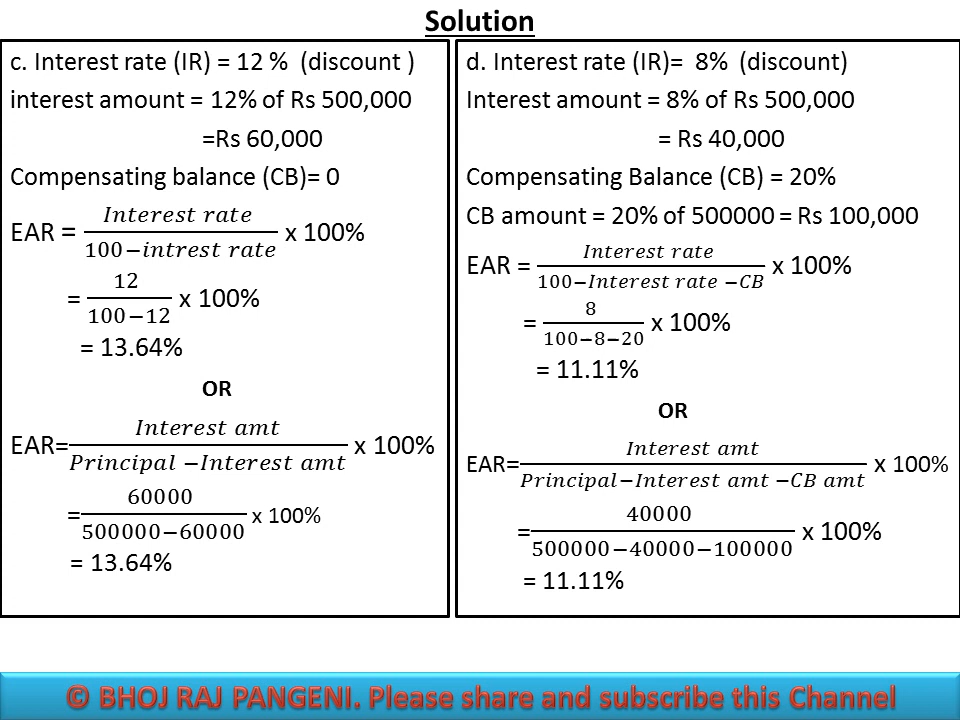 Solution
c. Interest rate (IR) = 12 % (discount )
interest amount = 12% of Rs 500,000
=Rs 60,000
Compensating balance (CB)= 0
EAR = Interest rate / 100−intrest rate x 100%
= 12 / 100−12 x 100%
= 13.64%
OR
EAR= Interest amt / Principal −Interest amt x 100%
= 60000 / 500000−60000 x 100%
= 13.64%
d. Interest rate (IR)= 8% (discount)
Interest amount = 8% of Rs 500,000
= Rs 40,000
Compensating Balance (CB) = 20%
CB amount = 20% of 500000 = Rs 100,000
EAR = Interest rate / 100−Interest rate −CB x 100%
= 8 / 100−8−20 x 100%
= 11.11%
OR
EAR= Interest amt / Principal−Interest amt −CB amt x 100%
= 40000 / 500000−40000−100000 x 100%
= 11.11%
© BHOJ RAJ PANGENI. Please share and subscribe this Channel